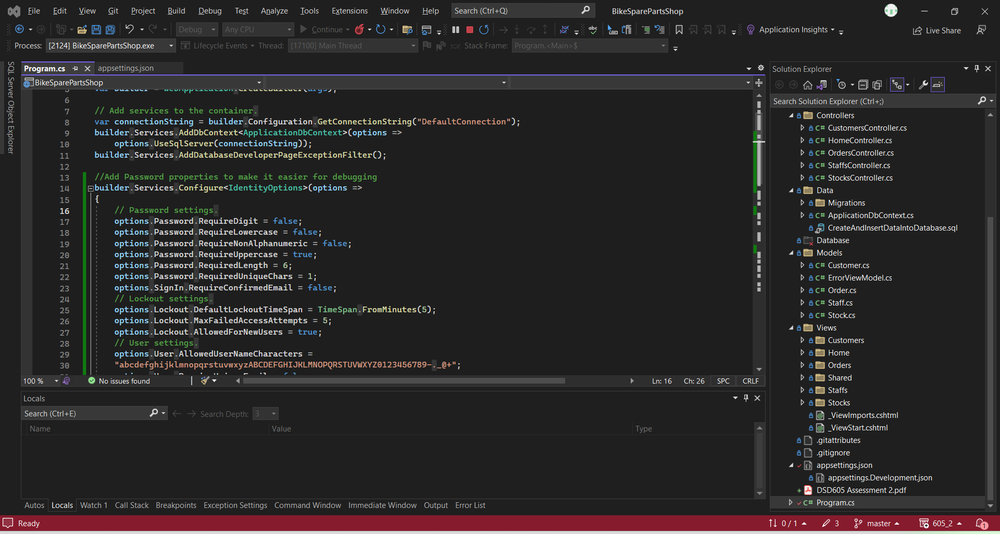 File Edit View Git Project Build Debug Test Analyze Tools Extensions Window Help Search (Ctrl+Q) BikeSparePartsShop
Debug Any CPU Continue Application Insights Live Share
Process: [2124] BikeSparePartsShop.exe Lifecycle Events Thread: [17100] Main Thread Stack Frame: Program.<Main>$
SQL Server Object Explorer
Program.cs appsettings.json
BikeSparePartsShop
5 var builder = WebApplication.CreateBuilder(args);
6
7 // Add services to the container.
8 var connectionString = builder.Configuration.GetConnectionString("DefaultConnection");
9 builder.Services.AddDbContext<ApplicationDbContext>(options =>
10 options.UseSqlServer(connectionString));
11 builder.Services.AddDatabaseDeveloperPageExceptionFilter();
12
13 //Add Password properties to make it easier for debugging
14 builder.Services.Configure<IdentityOptions>(options =>
15 {
16 // Password settings.
17 options.Password.RequireDigit = false;
18 options.Password.RequireLowercase = false;
19 options.Password.RequireNonAlphanumeric = false;
20 options.Password.RequireUppercase = true;
21 options.Password.RequiredLength = 6;
22 options.Password.RequiredUniqueChars = 1;
23 options.SignIn.RequireConfirmedEmail = false;
24 // Lockout settings.
25 options.Lockout.DefaultLockoutTimeSpan = TimeSpan.FromMinutes(5);
26 options.Lockout.MaxFailedAccessAttempts = 5;
27 options.Lockout.AllowedForNewUsers = true;
28 // User settings.
29 options.User.AllowedUserNameCharacters =
30 "abcdefghijklmnopqrstuvwxyzABCDEFGHIJKLMNOPQRSTUVWXYZ0123456789-._@+";
100 % No issues found Ln: 16 Ch: 26 SPC CRLF
Locals
Search (Ctrl+E) Search Depth: 3
Name Value Type
Autos Locals Watch 1 Call Stack Breakpoints Exception Settings Command Window Immediate Window Output Error List
Solution Explorer
Search Solution Explorer (Ctrl+;)
Controllers
C# CustomersController.cs
C# HomeController.cs
C# OrdersController.cs
C# StaffsController.cs
C# StocksController.cs
Data
Migrations
C# ApplicationDbContext.cs
CreateAndInsertDataIntoDatabase.sql
Database
Models
C# Customer.cs
C# ErrorViewModel.cs
C# Order.cs
C# Staff.cs
C# Stock.cs
Views
Customers
Home
Orders
Shared
Staffs
Stocks
_ViewImports.cshtml
_ViewStart.cshtml
.gitattributes
.gitignore
appsettings.json
appsettings.Development.json
DSD605 Assessment 2.pdf
C# Program.cs
Ready 0 / 1 3 master 605_2 1